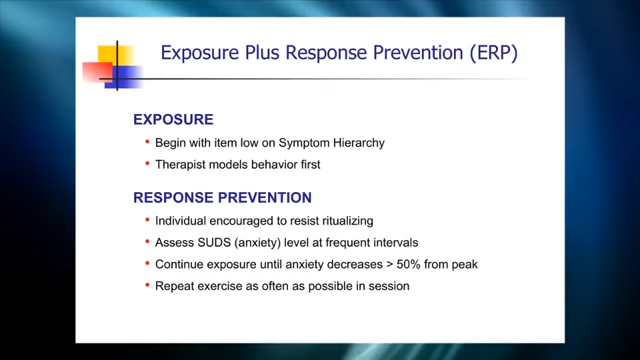 Exposure Plus Response Prevention (ERP)
EXPOSURE
• Begin with item low on Symptom Hierarchy
• Therapist models behavior first
RESPONSE PREVENTION
• Individual encouraged to resist ritualizing
• Assess SUDS (anxiety) level at frequent intervals
• Continue exposure until anxiety decreases > 50% from peak
• Repeat exercise as often as possible in session